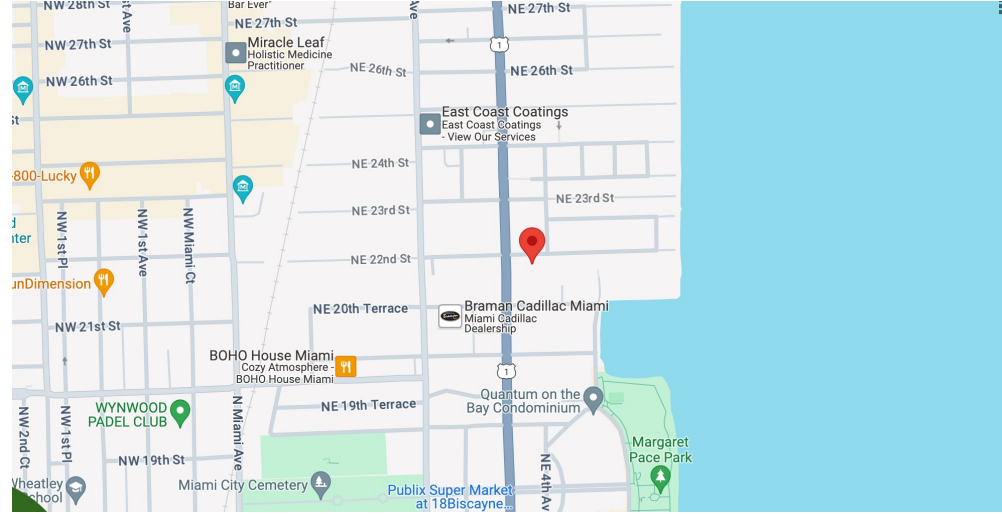 NW 28th St
st Ave
Bar Ever"
Ave
NE 27th St
NE 27th St
NW 27th St
Miracle Leaf
Holistic Medicine
Practitioner
1
NE 26th St
NE 26th St
NW 26th St
St
East Coast Coatings
East Coast Coatings
- View Our Services
NE 24th St
-800-Lucky
NE 23rd St
NE 23rd St
NW 1st Pl
NW 1st Ave
NW Miami Ct
d
nter
NE 22nd St
unDimension
NE 20th Terrace
Braman Cadillac Miami
Miami Cadillac
Dealership
NW 21st St
BOHO House Miami
Cozy Atmosphere -
BOHO House Miami
1
Quantum on the
Bay Condominium
WYNWOOD
PADEL CLUB
NE 19th Terrace
NW 2nd Ct
NW 1st Pl
N Miami Ave
Margaret
Pace Park
NW 19th St
NE 4th Av
Wheatley
School
Miami City Cemetery
Publix Super Market
at 18Biscayne...